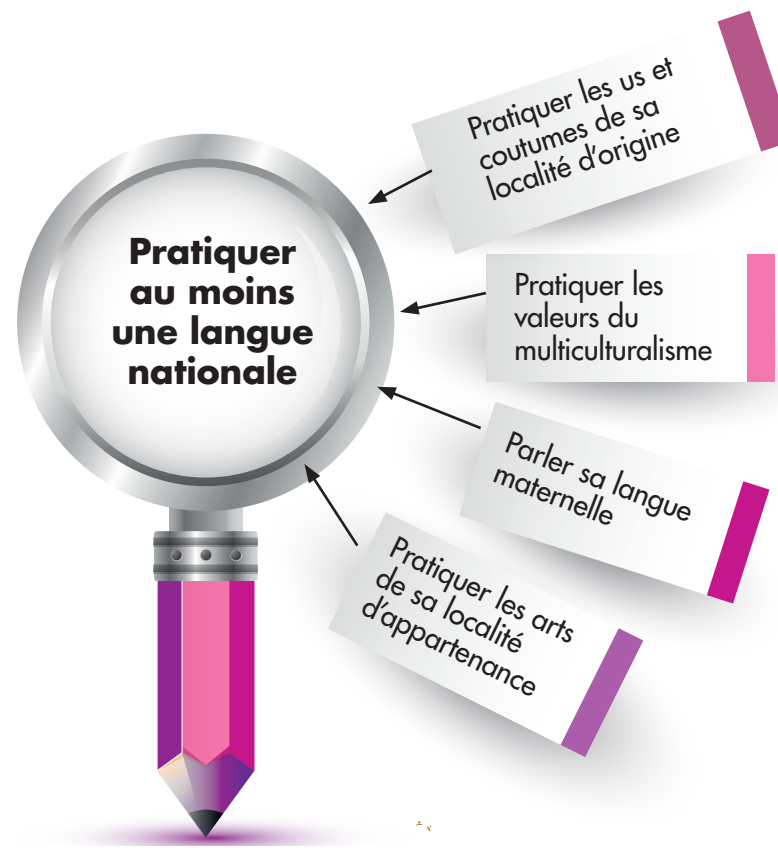 Pratiquer
au moins
une langue
nationale
Pratiquer les us et
coutumes de sa
localité d'origine
Pratiquer les
valeurs du
multiculturalisme
Parler sa langue
maternelle
Pratiquer les arts
de sa localité
d'appartenance